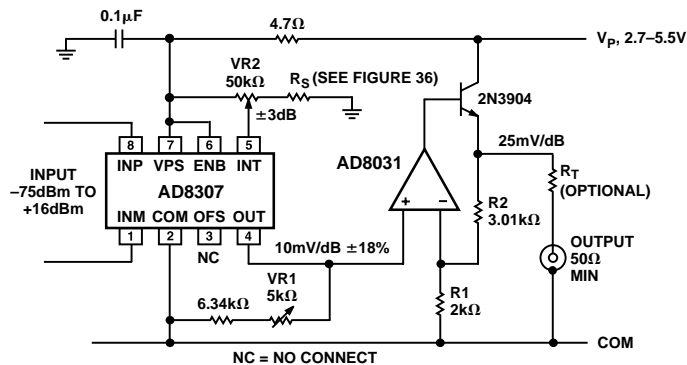 0.1µF
4.7Ω
V_P, 2.7–5.5V
VR2
50kΩ
R_S (SEE FIGURE 36)
±3dB
2N3904
25mV/dB
AD8031
R_T
(OPTIONAL)
INPUT
–75dBm TO
+16dBm
8 7 6 5
INP VPS ENB INT
AD8307
INM COM OFS OUT
1 2 3 4
NC
10mV/dB ±18%
+ –
R2
3.01kΩ
OUTPUT
50Ω
MIN
VR1
5kΩ
6.34kΩ
R1
2kΩ
COM
NC = NO CONNECT